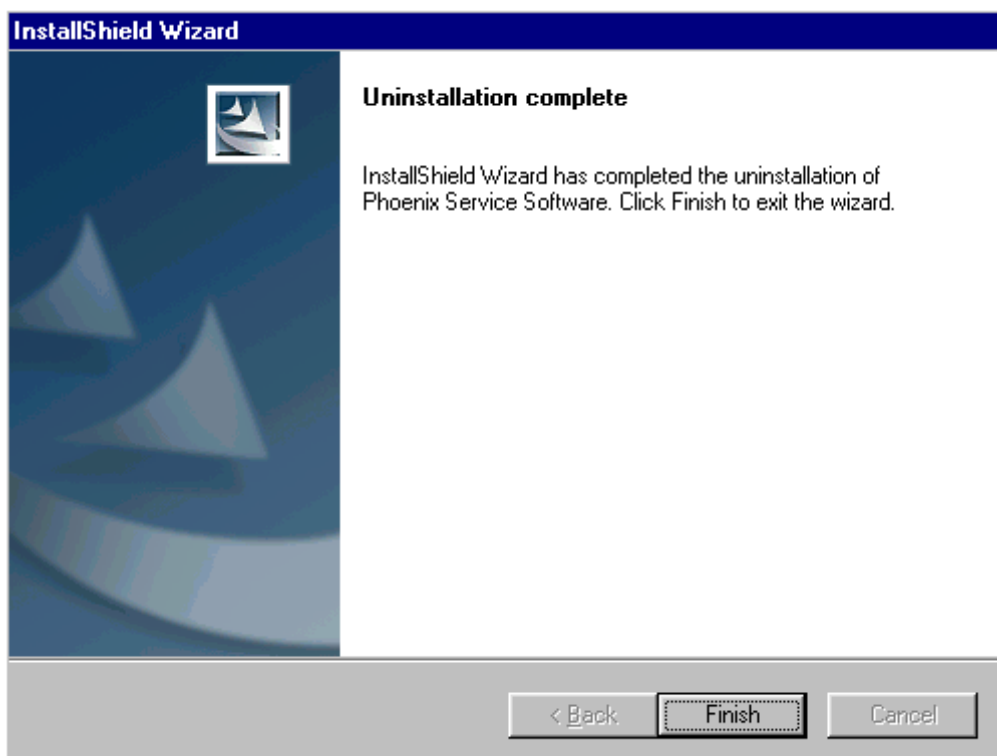 InstallShield Wizard
Uninstallation complete
InstallShield Wizard has completed the uninstallation of
Phoenix Service Software. Click Finish to exit the wizard.
< Back
Finish
Cancel